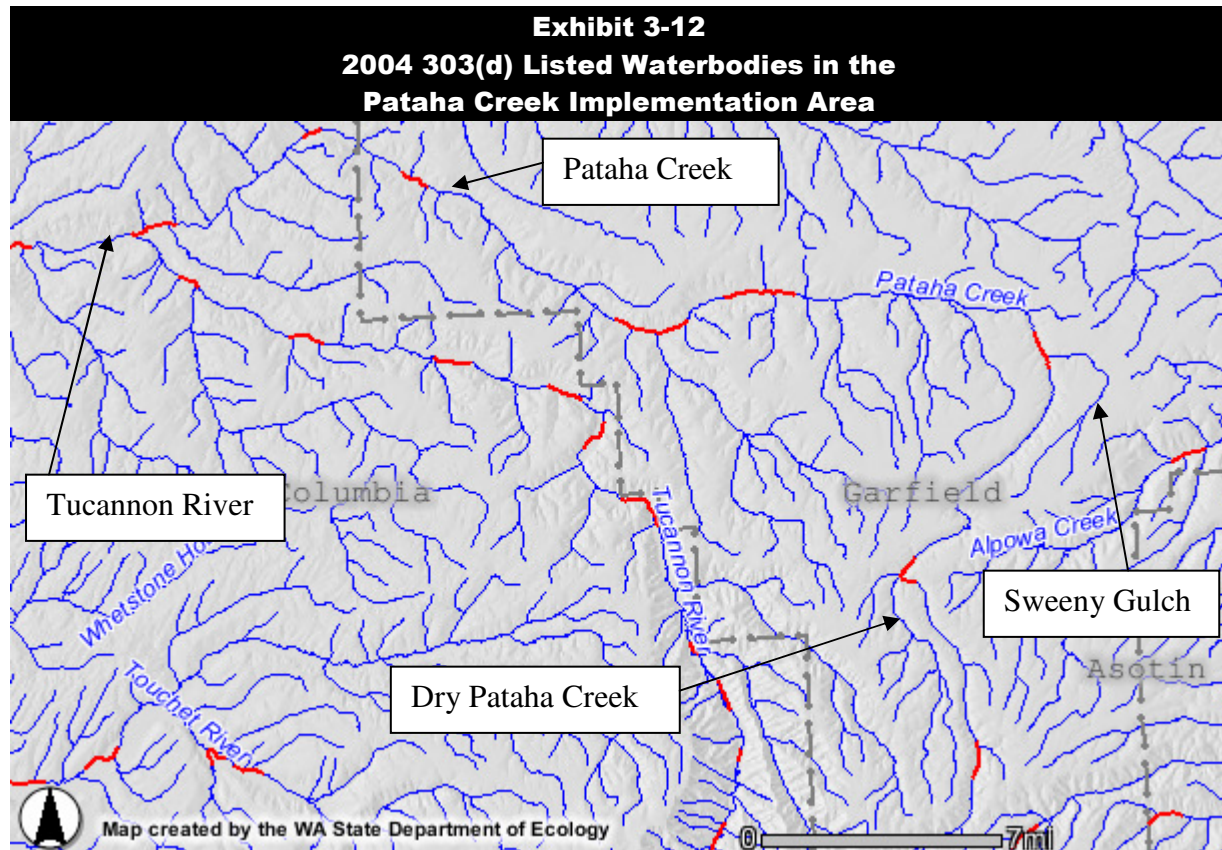 Exhibit 3-12
2004 303(d) Listed Waterbodies in the
Pataha Creek Implementation Area
Pataha Creek
Pataha Creek
Tucannon River
Columbia
Tucannon River
Garfield
Alpowa Creek
Whetstone Ho
Sweeny Gulch
Asotin
Dry Pataha Creek
Touchet River
Map created by the WA State Department of Ecology
0 7mi